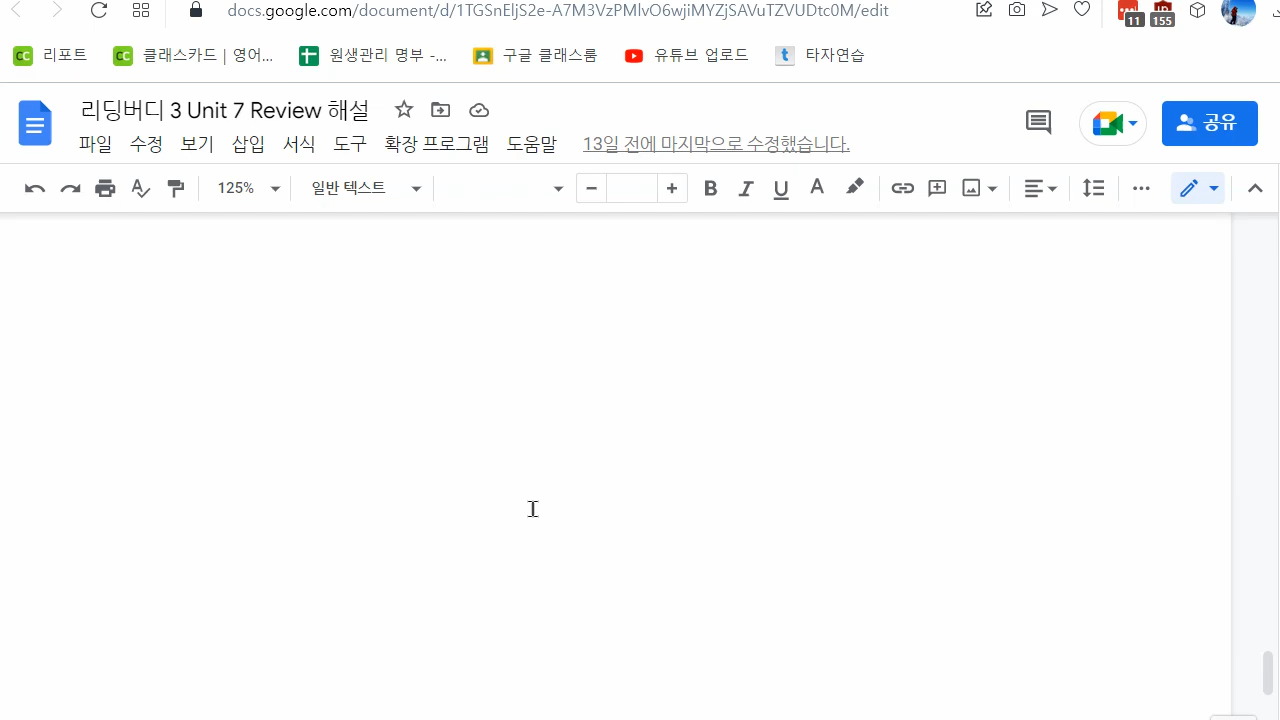 docs.google.com/document/d/1TGSnEljS2e-A7M3VzPMlvO6wjiMYZjSAVuTZVUDtc0M/edit
11 155
리포트 클래스카드 | 영어... 원생관리 명부 -... 구글 클래스룸 유튜브 업로드 타자연습
리딩버디 3 Unit 7 Review 해설
공유
파일 수정 보기 삽입 서식 도구 확장 프로그램 도움말 13일 전에 마지막으로 수정했습니다.
125% 일반 텍스트